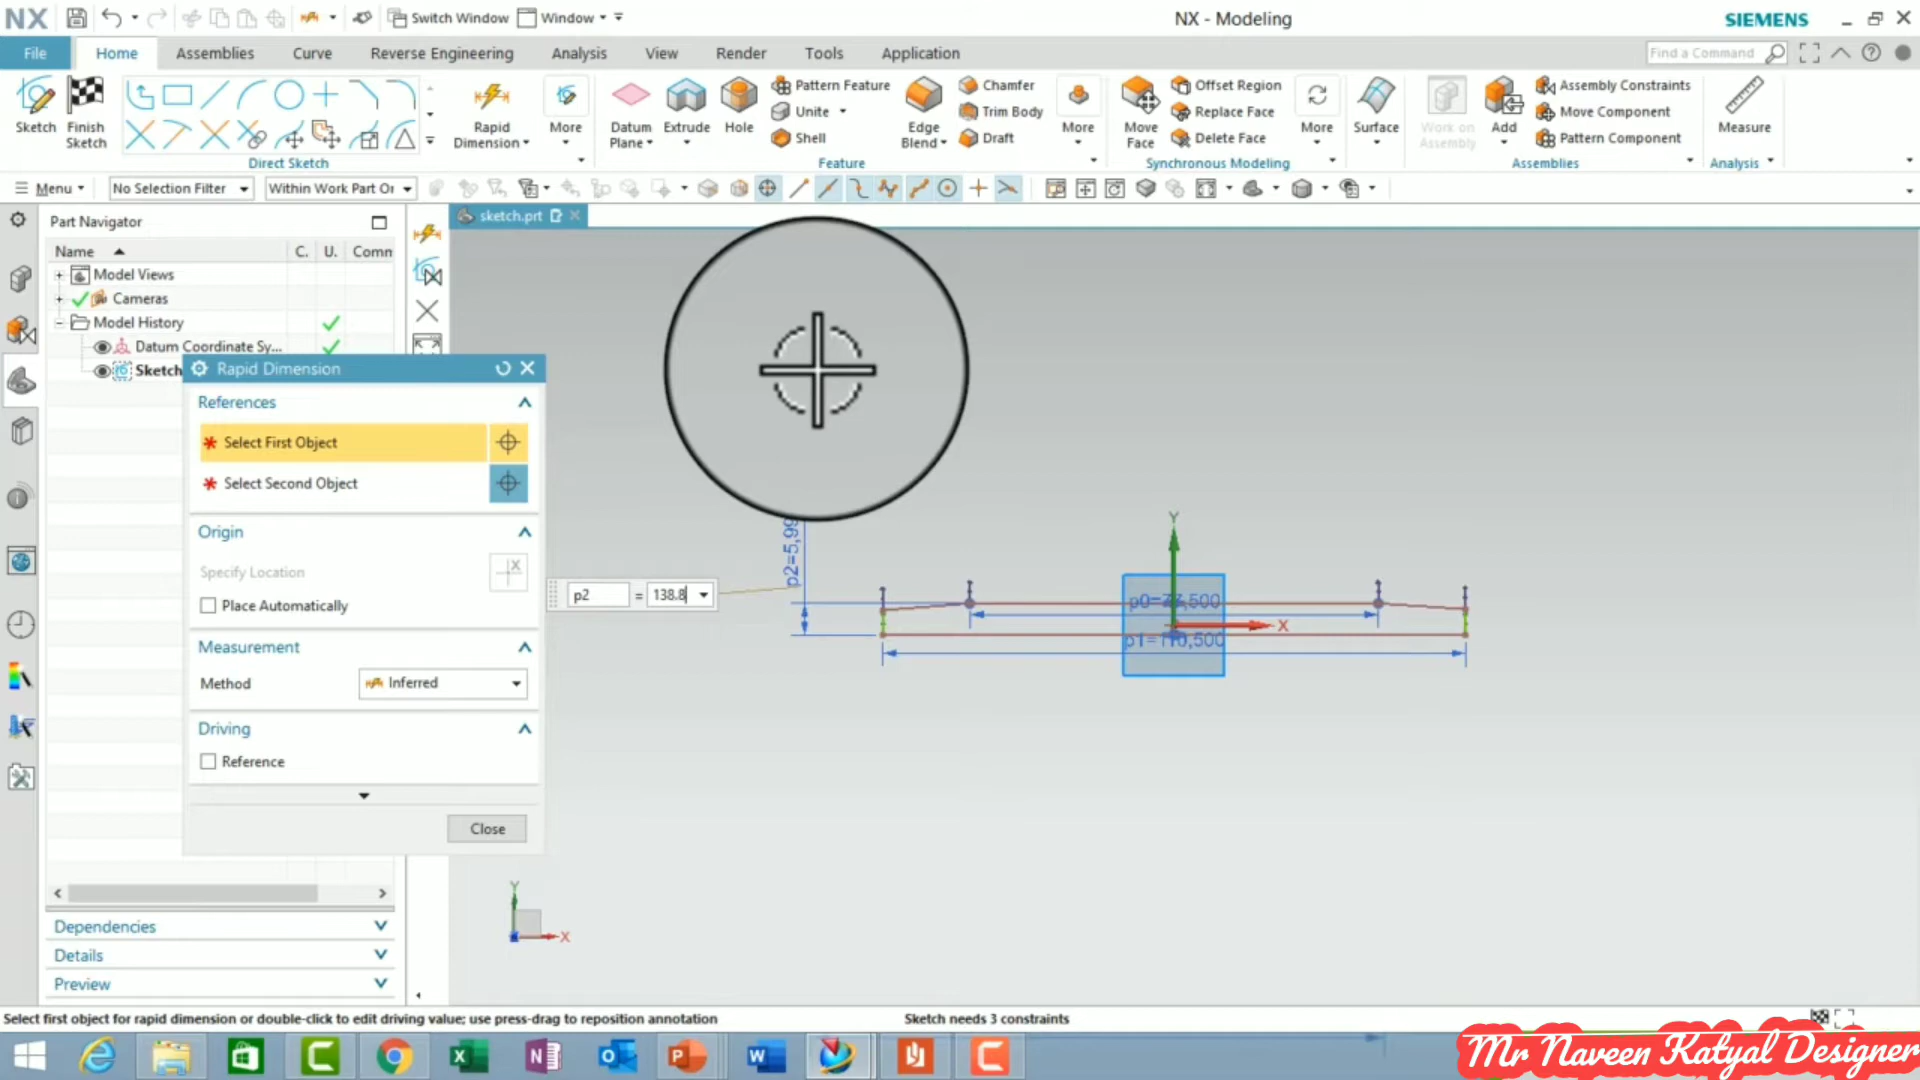 NX
Switch Window
Window
NX - Modeling
SIEMENS
File
Home
Assemblies
Curve
Reverse Engineering
Analysis
View
Render
Tools
Application
Find a Command
Sketch
Finish
Sketch
Direct Sketch
Rapid
Dimension
More
Datum
Plane
Extrude
Hole
Pattern Feature
Unite
Shell
Edge
Blend
Chamfer
Trim Body
Draft
More
Feature
Move
Face
Offset Region
Replace Face
Delete Face
More
Synchronous Modeling
Surface
Work on
Assembly
Add
Assembly Constraints
Move Component
Pattern Component
Assemblies
Measure
Analysis
Menu
No Selection Filter
Within Work Part Or
Part Navigator
sketch.prt
Name
C.
U.
Comn
Model Views
Cameras
Model History
Datum Coordinate Sy...
Sketch
Rapid Dimension
References
Select First Object
Select Second Object
Origin
Specify Location
Place Automatically
Measurement
Method
Inferred
Driving
Reference
Close
p2
=
138.8
p2=5,99
Y
X
p1=110,500
Y
X
Dependencies
Details
Preview
Select first object for rapid dimension or double-click to edit driving value; use press-drag to reposition annotation
Sketch needs 3 constraints
Mr Naveen Katyal Designer